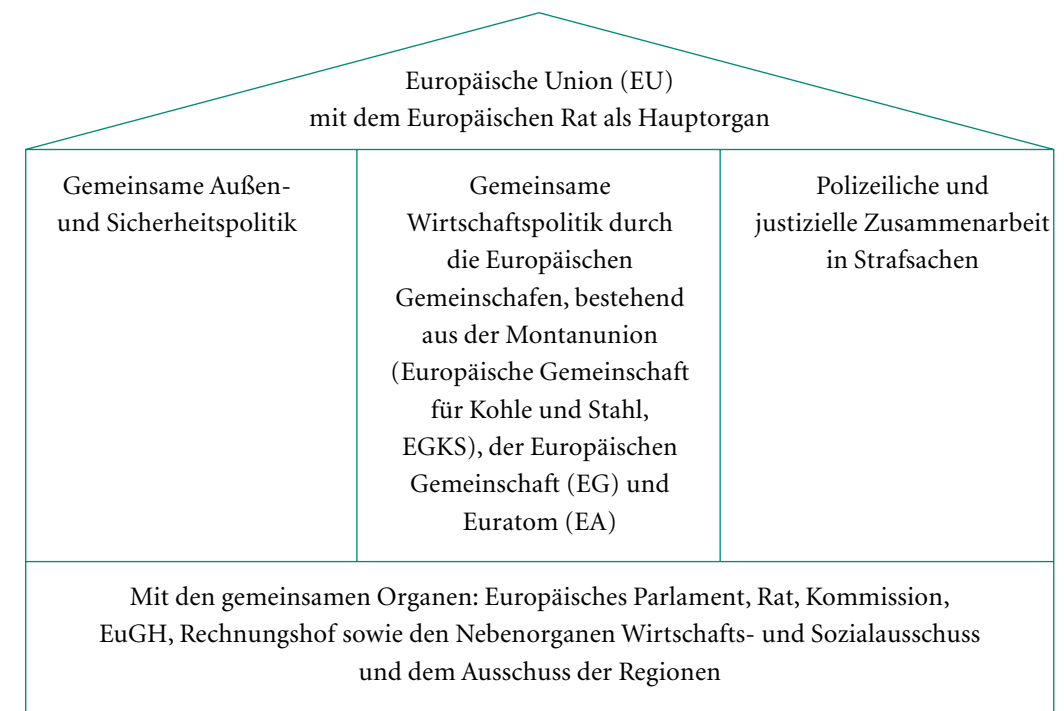 Europäische Union (EU)
mit dem Europäischen Rat als Hauptorgan
Gemeinsame Außen-
und Sicherheitspolitik
Gemeinsame
Wirtschaftspolitik durch
die Europäischen
Gemeinschafen, bestehend
aus der Montanunion
(Europäische Gemeinschaft
für Kohle und Stahl,
EGKS), der Europäischen
Gemeinschaft (EG) und
Euratom (EA)
Polizeiliche und
justizielle Zusammenarbeit
in Strafsachen
Mit den gemeinsamen Organen: Europäisches Parlament, Rat, Kommission,
EuGH, Rechnungshof sowie den Nebenorganen Wirtschafts- und Sozialausschuss
und dem Ausschuss der Regionen